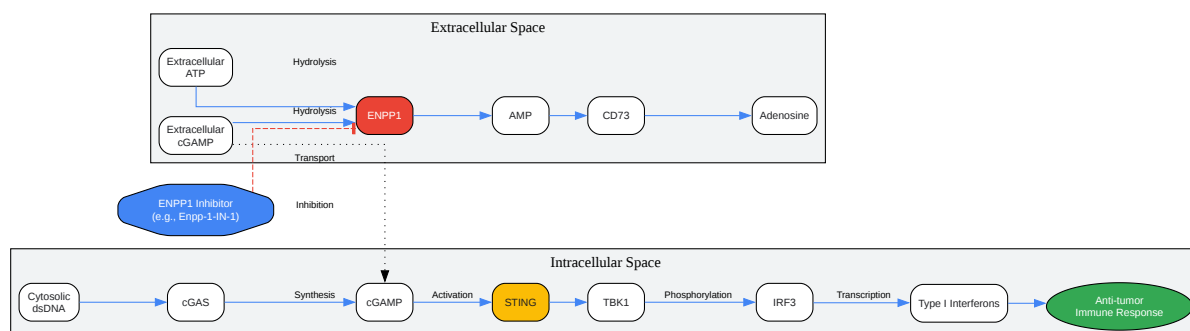 Extracellular Space
Extracellular
ATP
Hydrolysis
Hydrolysis
ENPP1
AMP
CD73
Adenosine
Extracellular
cGAMP
Transport
ENPP1 Inhibitor
(e.g., Enpp-1-IN-1)
Inhibition
Intracellular Space
Cytosolic
dsDNA
cGAS
Synthesis
cGAMP
Activation
STING
TBK1
Phosphorylation
IRF3
Transcription
Type I Interferons
Anti-tumor
Immune Response